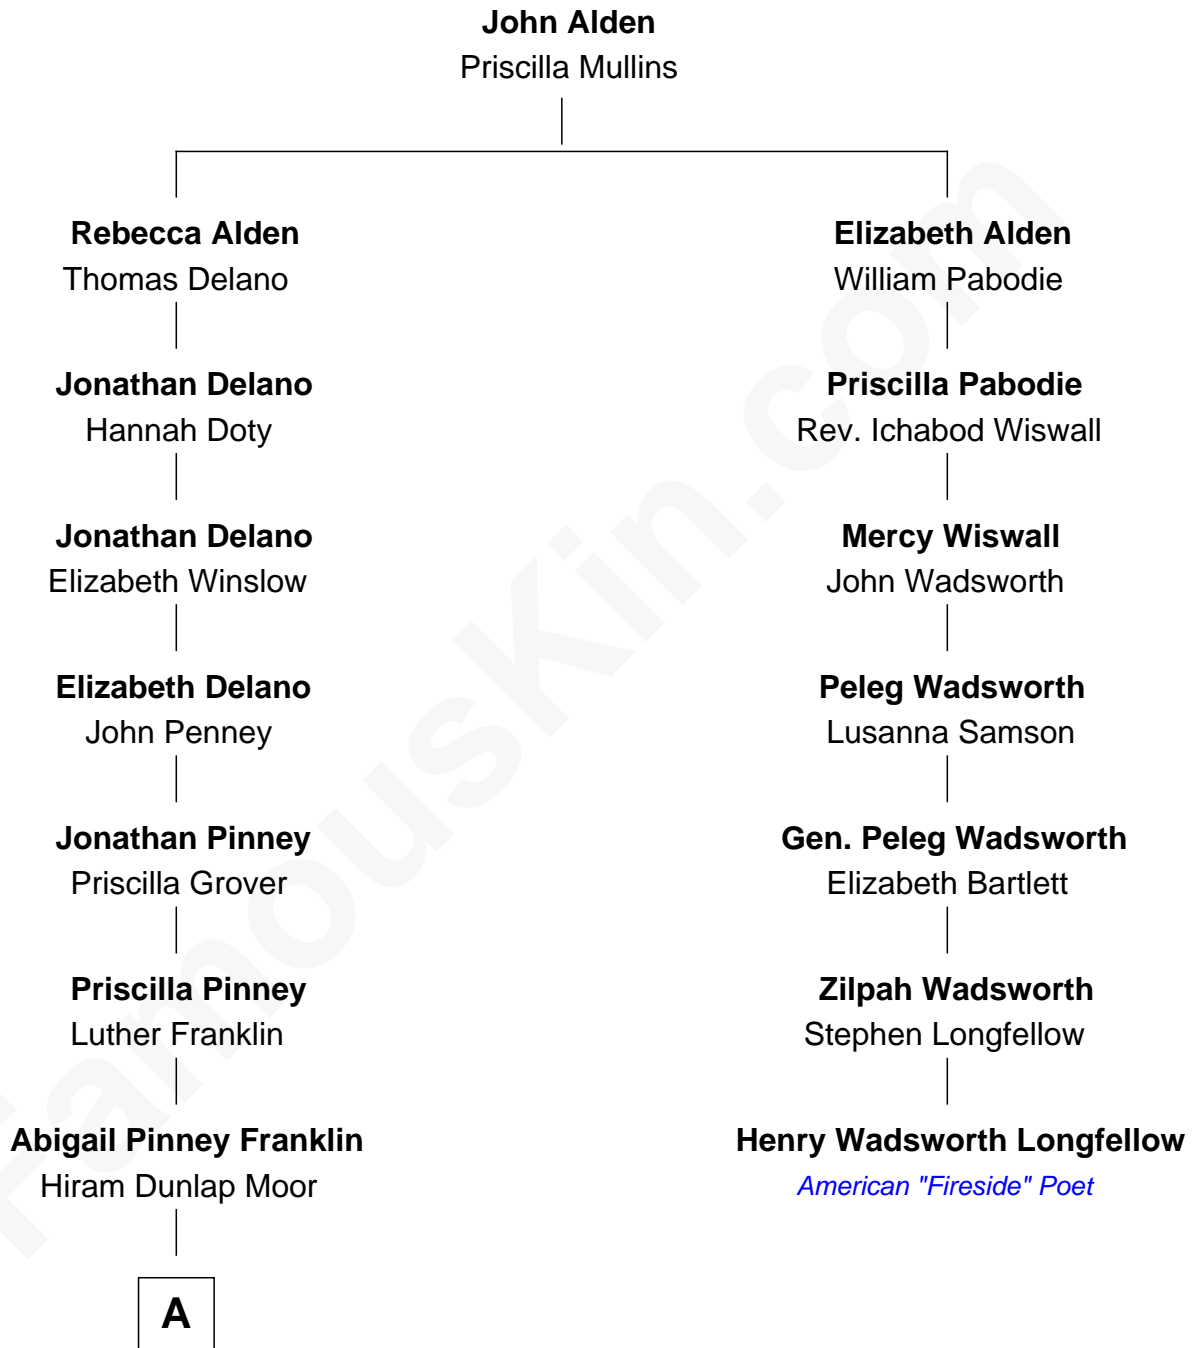 John Alden
Priscilla Mullins
Rebecca Alden
Thomas Delano
Jonathan Delano
Hannah Doty
Jonathan Delano
Elizabeth Winslow
Elizabeth Delano
John Penney
Jonathan Pinney
Priscilla Grover
Priscilla Pinney
Luther Franklin
Abigail Pinney Franklin
Hiram Dunlap Moor
A
Elizabeth Alden
William Pabodie
Priscilla Pabodie
Rev. Ichabod Wiswall
Mercy Wiswall
John Wadsworth
Peleg Wadsworth
Lusanna Samson
Gen. Peleg Wadsworth
Elizabeth Bartlett
Zilpah Wadsworth
Stephen Longfellow
Henry Wadsworth Longfellow
American "Fireside" Poet
FamousKin.com